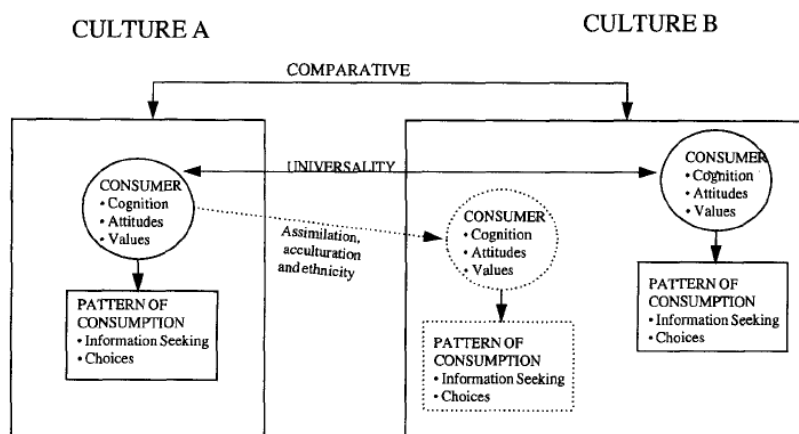 CULTURE A
CULTURE B
COMPARATIVE
UNIVERSALITY
CONSUMER
• Cognition
• Attitudes
• Values
Assimilation,
acculturation
and ethnicity
CONSUMER
• Cognition
• Attitudes
• Values
CONSUMER
• Cognition
• Attitudes
• Values
PATTERN OF
CONSUMPTION
• Information Seeking
• Choices
PATTERN OF
CONSUMPTION
• Information Seeking
• Choices
PATTERN OF
CONSUMPTION
• Information Seeking
• Choices